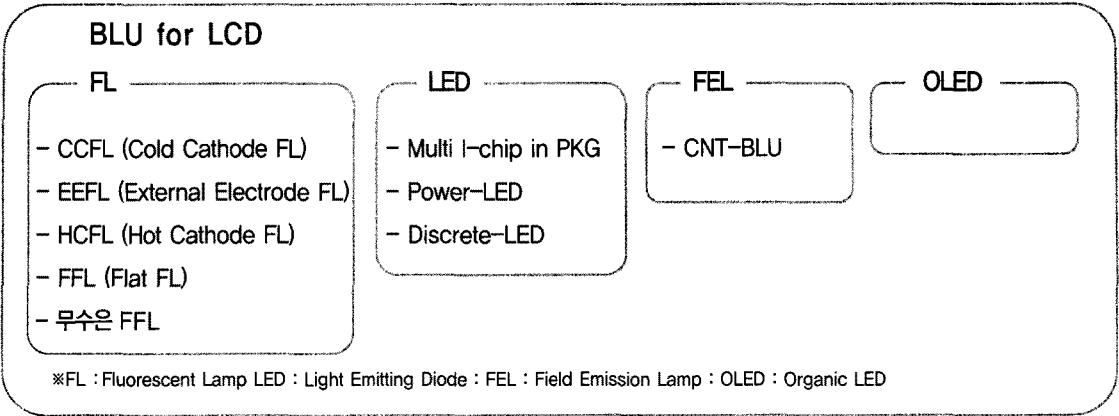 BLU for LCD
FL
- CCFL (Cold Cathode FL)
- EEFL (External Electrode FL)
- HCFL (Hot Cathode FL)
- FFL (Flat FL)
- 무수은 FFL
LED
- Multi I-chip in PKG
- Power-LED
- Discrete-LED
FEL
- CNT-BLU
OLED
※FL : Fluorescent Lamp LED : Light Emitting Diode : FEL : Field Emission Lamp : OLED : Organic LED